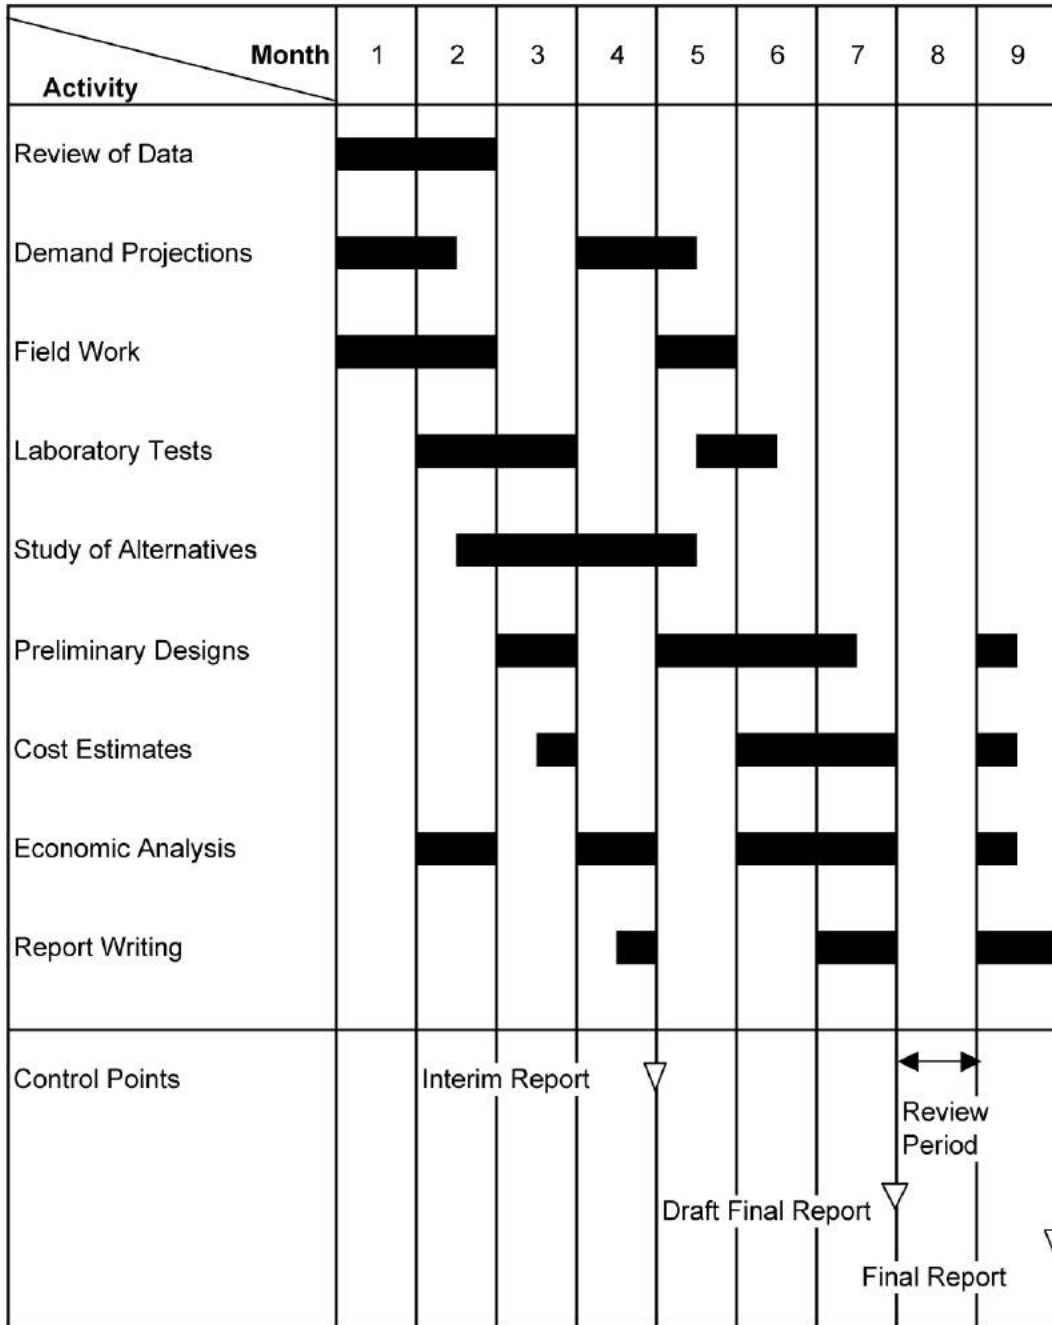 Month 1 2 3 4 5 6 7 8 9
Activity
Review of Data
Demand Projections
Field Work
Laboratory Tests
Study of Alternatives
Preliminary Designs
Cost Estimates
Economic Analysis
Report Writing
Control Points
Interim Report
Review
Period
Draft Final Report
Final Report